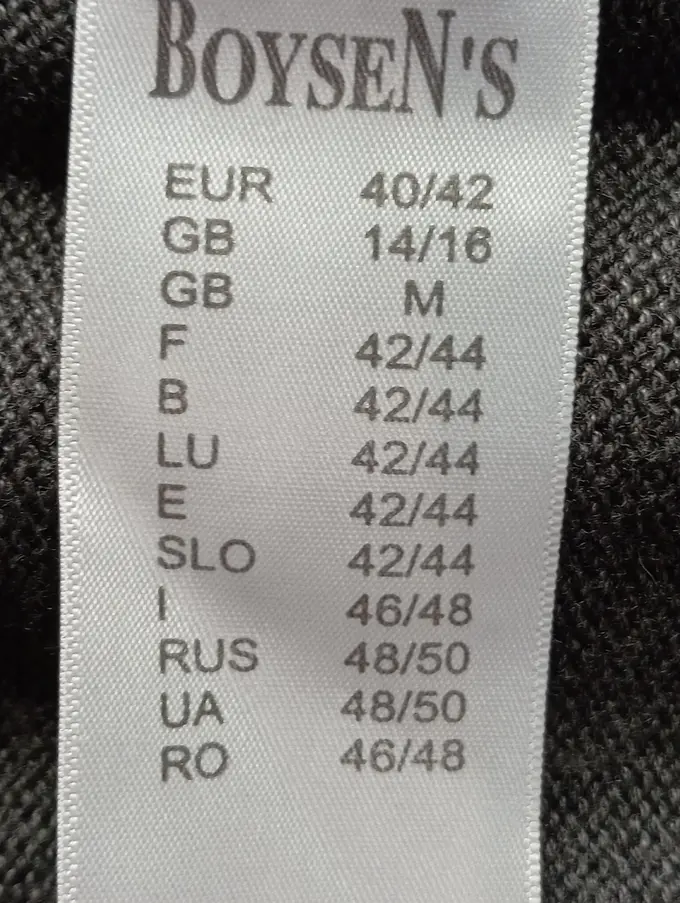 BOYSEN'S
EUR 40/42
GB 14/16
GB M
F 42/44
B 42/44
LU 42/44
E 42/44
SLO 42/44
I 46/48
RUS 48/50
UA 48/50
RO 46/48